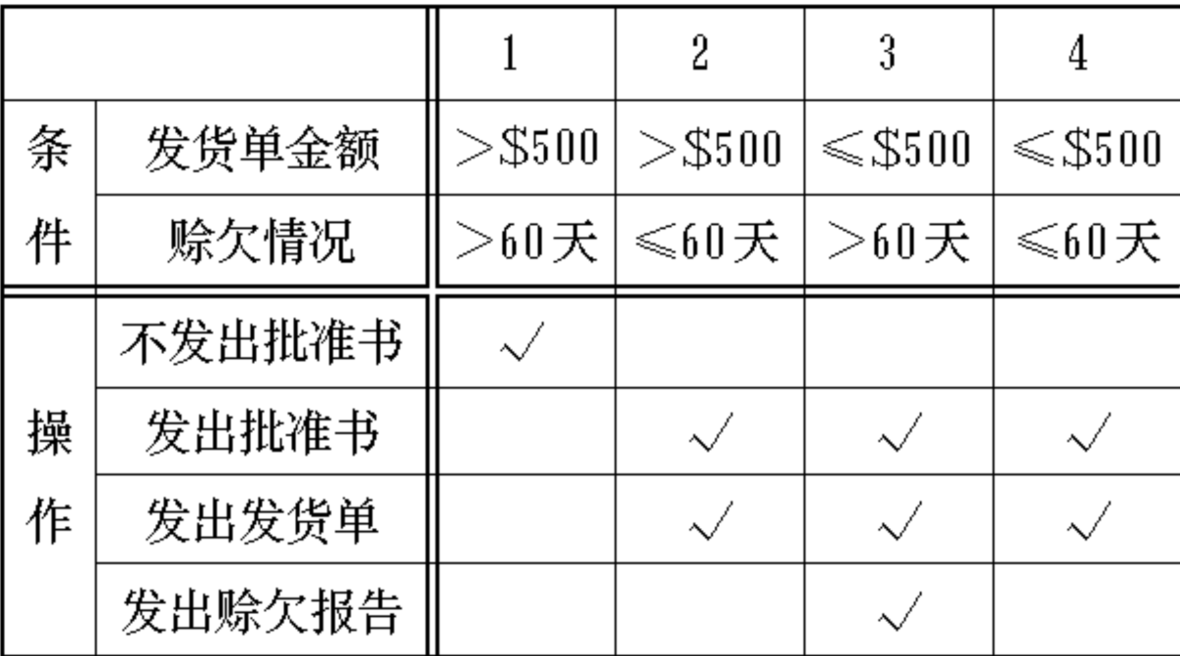 1 2 3 4
条件 发货单金额 >$500 >$500 ≤$500 ≤$500
赊欠情况 >60天 ≤60天 >60天 ≤60天
操作 不发出批准书 √
发出批准书 √ √ √
发出发货单 √ √ √
发出赊欠报告 √